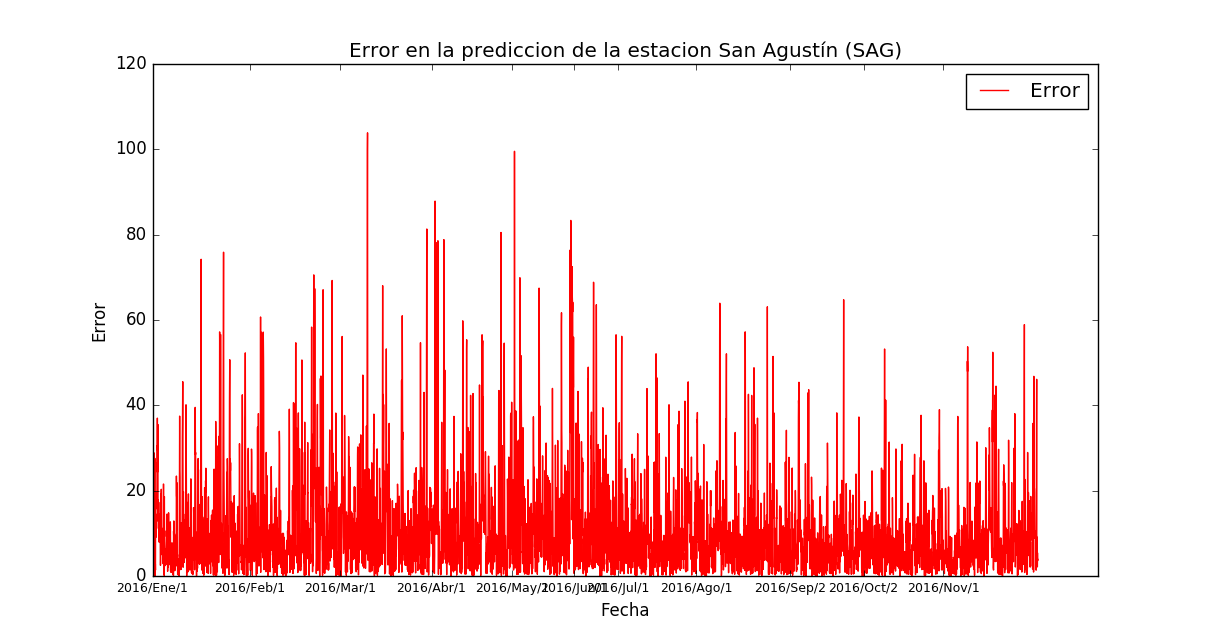 Error en la prediccion de la estacion San Agustín (SAG)
Error
120
100
80
60
40
20
0
Error
2016/Ene/1
2016/Feb/1
2016/Mar/1
2016/Abr/1
2016/May/1
2016/Jun/1
2016/Jul/1
2016/Ago/1
2016/Sep/2
2016/Oct/2
2016/Nov/1
Fecha